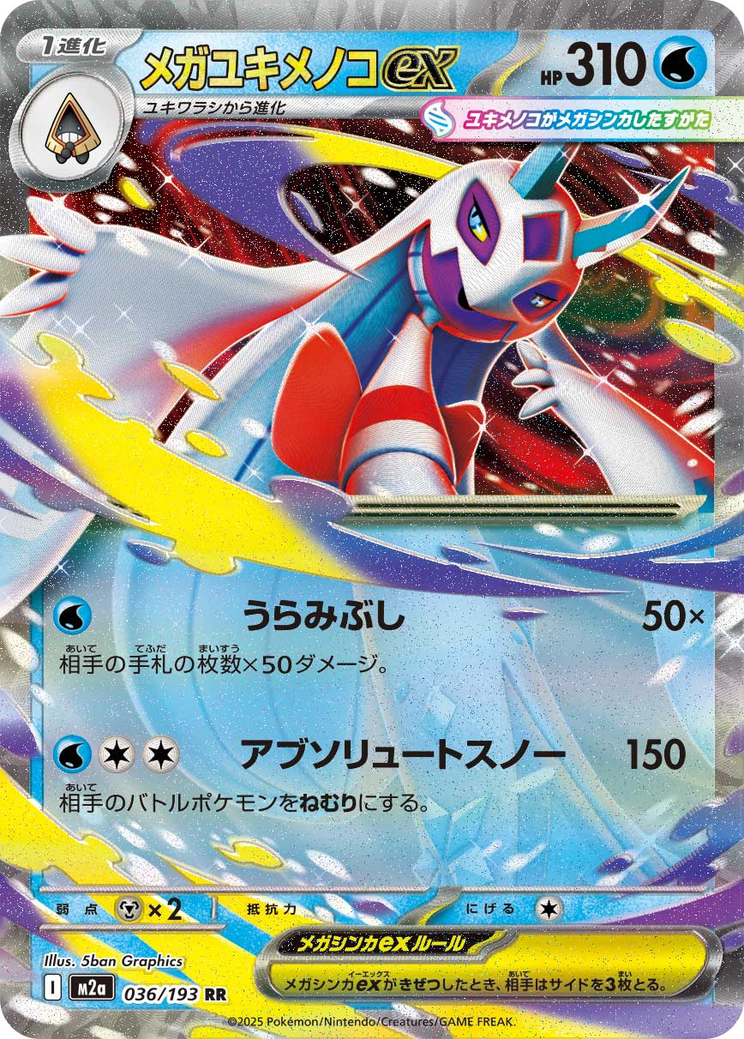 1進化
メガユキメノコex
HP310
ユキワラシから進化
ユキメノコがメガシンカしたすがた
うらみぶし 50×
相手の手札の枚数×50ダメージ。
アブソリュートスノー 150
相手のバトルポケモンをねむりにする。
弱点 ×2 抵抗力 にげる
Illus. 5ban Graphics
メガシンカexルール
メガシンカexがきぜつしたとき、相手はサイドを3枚とる。
I M2a 036/193 RR
©2025 Pokémon/Nintendo/Creatures/GAME FREAK.